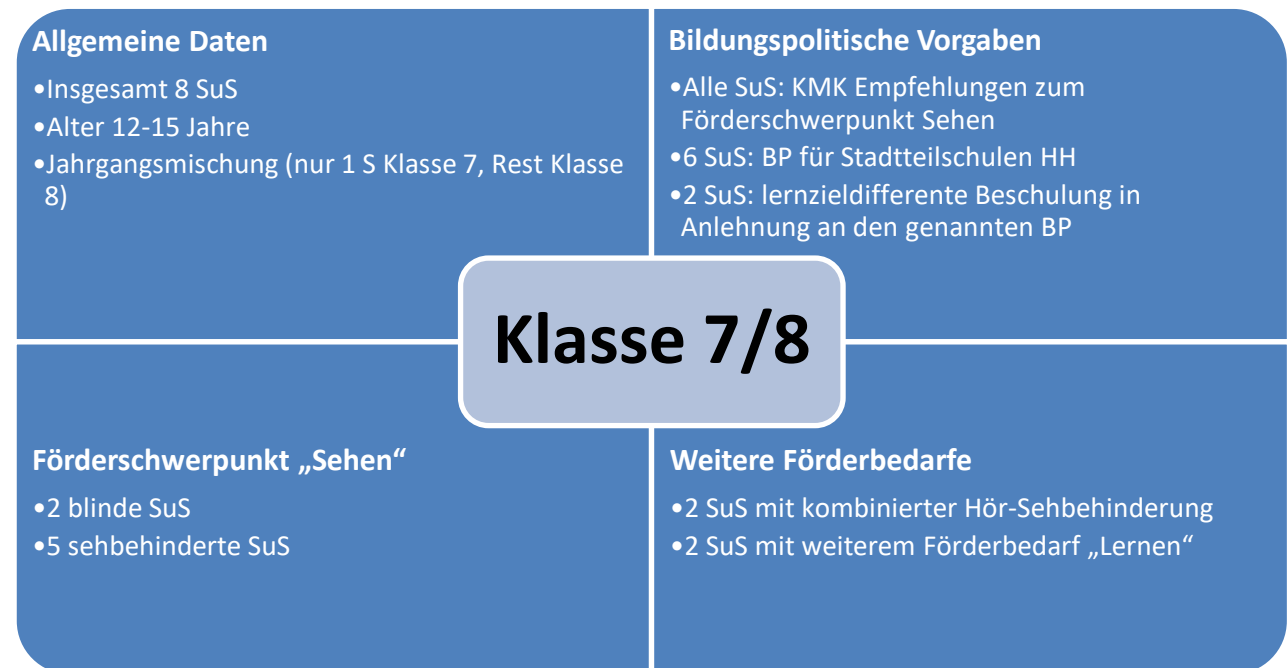 Allgemeine Daten
•Insgesamt 8 SuS
•Alter 12-15 Jahre
•Jahrgangsmischung (nur 1 S Klasse 7, Rest Klasse
8)
Bildungspolitische Vorgaben
•Alle SuS: KMK Empfehlungen zum
Förderschwerpunkt Sehen
•6 SuS: BP für Stadtteilschulen HH
•2 SuS: lernzieldifferente Beschulung in
Anlehnung an den genannten BP
Klasse 7/8
Förderschwerpunkt „Sehen“
•2 blinde SuS
•5 sehbehinderte SuS
Weitere Förderbedarfe
•2 SuS mit kombinierter Hör-Sehbehinderung
•2 SuS mit weiterem Förderbedarf „Lernen“